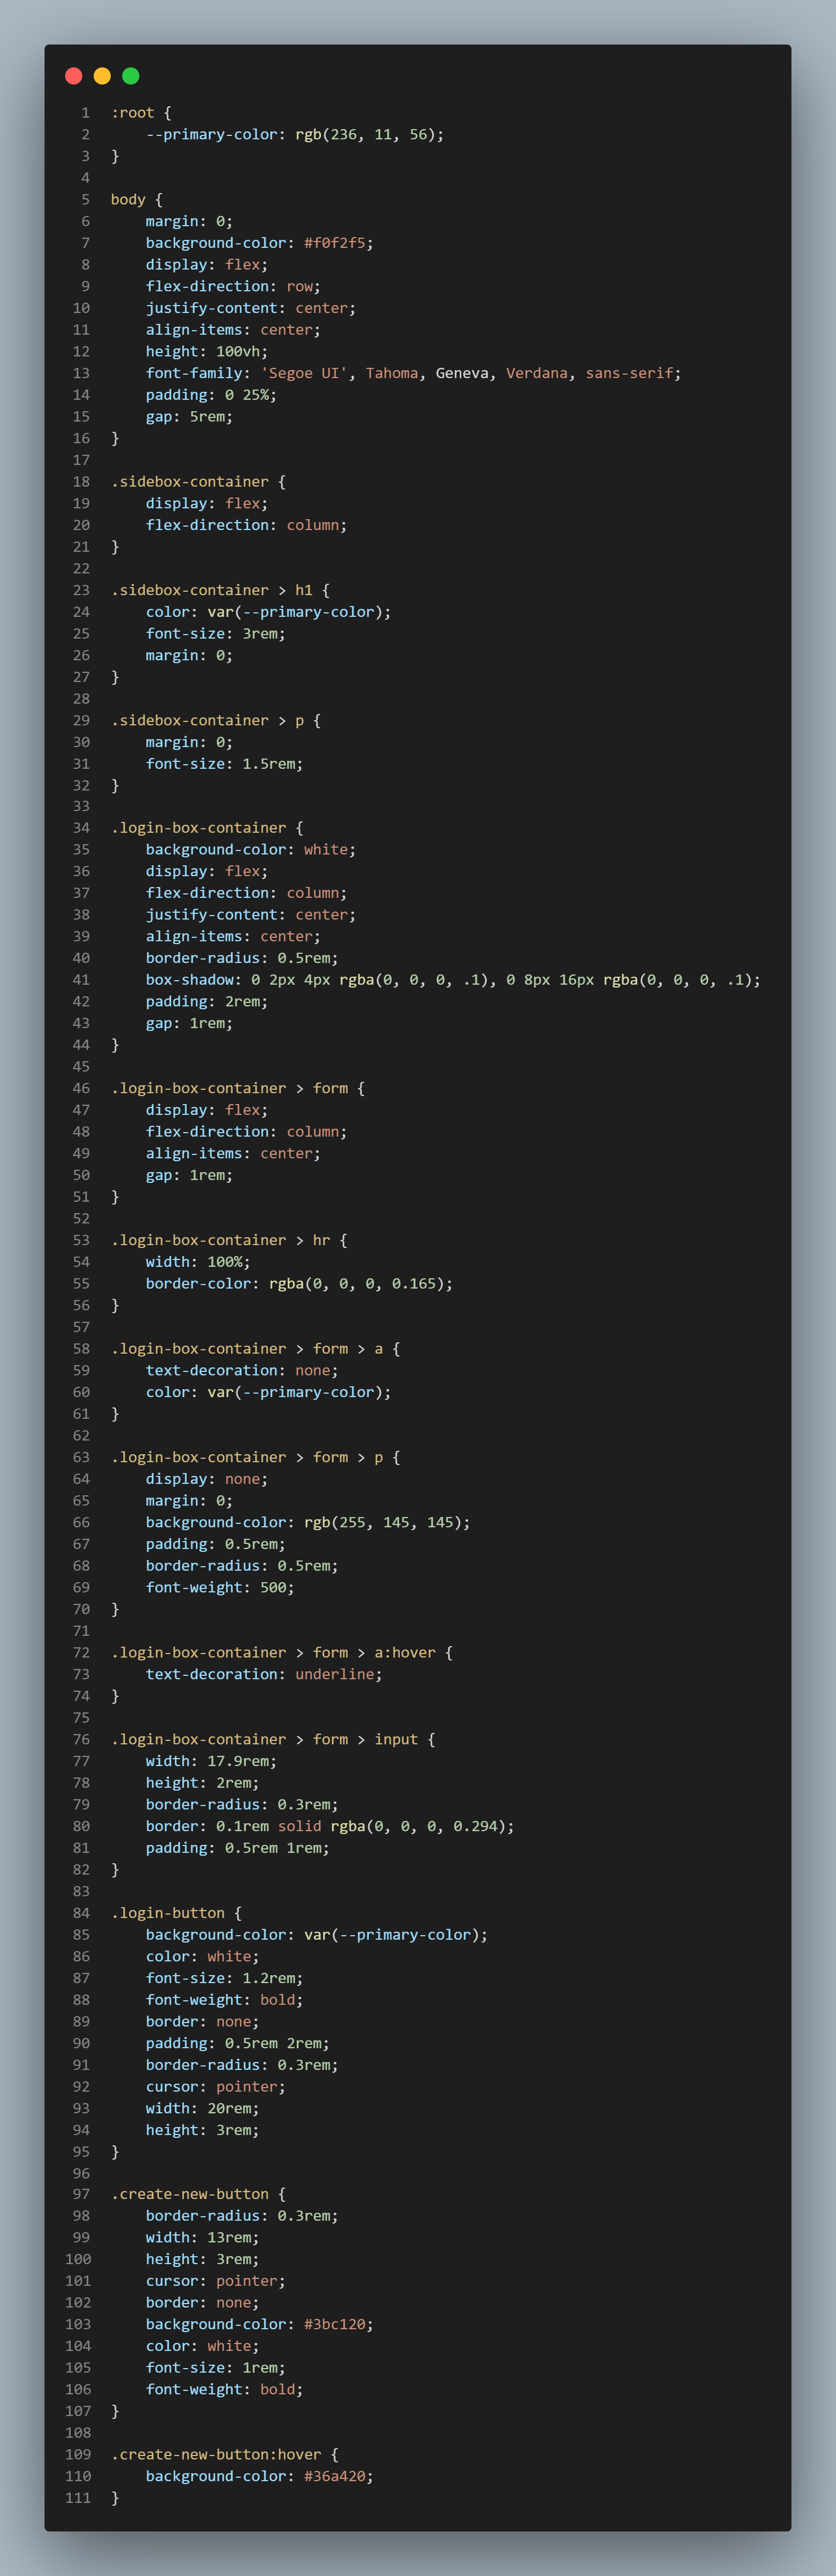 1 :root {
2     --primary-color: rgb(236, 11, 56);
3 }
4
5 body {
6     margin: 0;
7     background-color: #f0f2f5;
8     display: flex;
9     flex-direction: row;
10     justify-content: center;
11     align-items: center;
12     height: 100vh;
13     font-family: 'Segoe UI', Tahoma, Geneva, Verdana, sans-serif;
14     padding: 0 25%;
15     gap: 5rem;
16 }
17
18 .sidebox-container {
19     display: flex;
20     flex-direction: column;
21 }
22
23 .sidebox-container > h1 {
24     color: var(--primary-color);
25     font-size: 3rem;
26     margin: 0;
27 }
28
29 .sidebox-container > p {
30     margin: 0;
31     font-size: 1.5rem;
32 }
33
34 .login-box-container {
35     background-color: white;
36     display: flex;
37     flex-direction: column;
38     justify-content: center;
39     align-items: center;
40     border-radius: 0.5rem;
41     box-shadow: 0 2px 4px rgba(0, 0, 0, .1), 0 8px 16px rgba(0, 0, 0, .1);
42     padding: 2rem;
43     gap: 1rem;
44 }
45
46 .login-box-container > form {
47     display: flex;
48     flex-direction: column;
49     align-items: center;
50     gap: 1rem;
51 }
52
53 .login-box-container > hr {
54     width: 100%;
55     border-color: rgba(0, 0, 0, 0.165);
56 }
57
58 .login-box-container > form > a {
59     text-decoration: none;
60     color: var(--primary-color);
61 }
62
63 .login-box-container > form > p {
64     display: none;
65     margin: 0;
66     background-color: rgb(255, 145, 145);
67     padding: 0.5rem;
68     border-radius: 0.5rem;
69     font-weight: 500;
70 }
71
72 .login-box-container > form > a:hover {
73     text-decoration: underline;
74 }
75
76 .login-box-container > form > input {
77     width: 17.9rem;
78     height: 2rem;
79     border-radius: 0.3rem;
80     border: 0.1rem solid rgba(0, 0, 0, 0.294);
81     padding: 0.5rem 1rem;
82 }
83
84 .login-button {
85     background-color: var(--primary-color);
86     color: white;
87     font-size: 1.2rem;
88     font-weight: bold;
89     border: none;
90     padding: 0.5rem 2rem;
91     border-radius: 0.3rem;
92     cursor: pointer;
93     width: 20rem;
94     height: 3rem;
95 }
96
97 .create-new-button {
98     border-radius: 0.3rem;
99     width: 13rem;
100     height: 3rem;
101     cursor: pointer;
102     border: none;
103     background-color: #3bc120;
104     color: white;
105     font-size: 1rem;
106     font-weight: bold;
107 }
108
109 .create-new-button:hover {
110     background-color: #36a420;
111 }